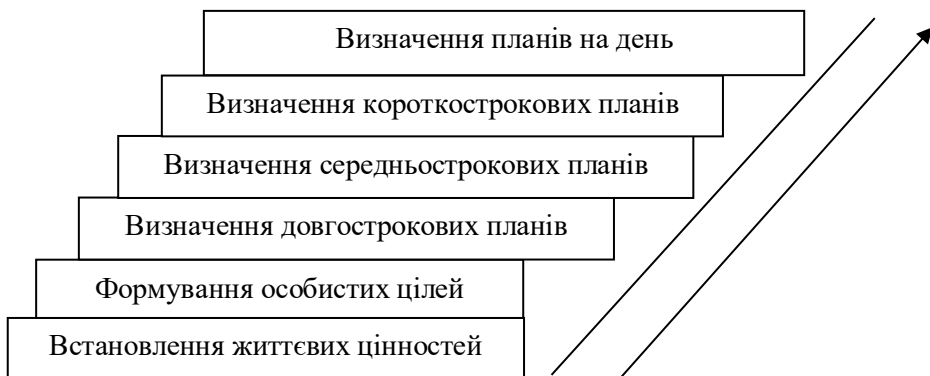 Визначення планів на день
Визначення короткострокових планів
Визначення середньострокових планів
Визначення довгострокових планів
Формування особистих цілей
Встановлення життєвих цінностей